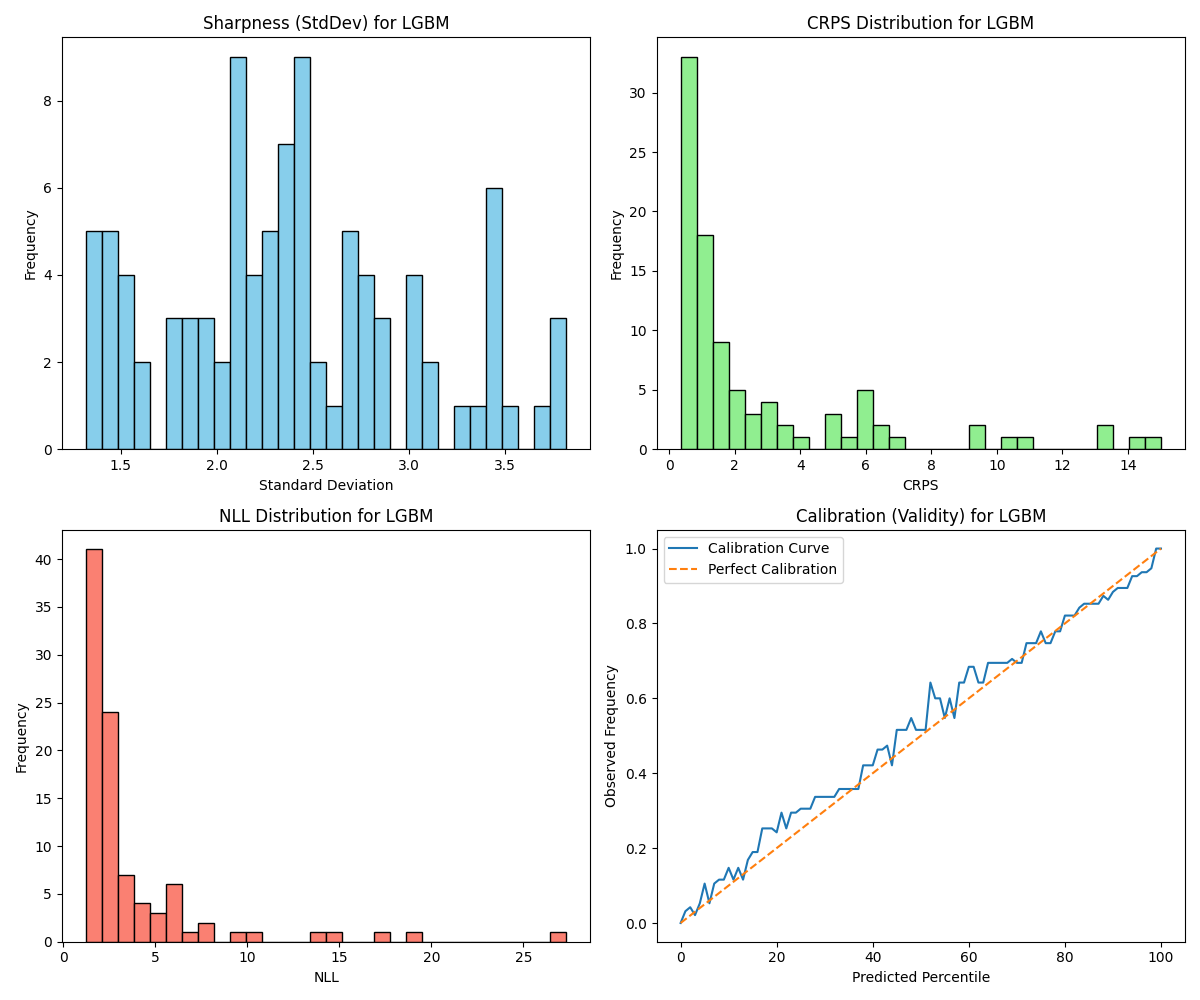 Sharpness (StdDev) for LGBM
Frequency
8
6
4
2
0
1.5 2.0 2.5 3.0 3.5
Standard Deviation
CRPS Distribution for LGBM
Frequency
30
25
20
15
10
5
0
0 2 4 6 8 10 12 14
CRPS
NLL Distribution for LGBM
Frequency
40
35
30
25
20
15
10
5
0
0 5 10 15 20 25
NLL
Calibration (Validity) for LGBM
Calibration Curve
Perfect Calibration
Observed Frequency
1.0
0.8
0.6
0.4
0.2
0.0
0 20 40 60 80 100
Predicted Percentile